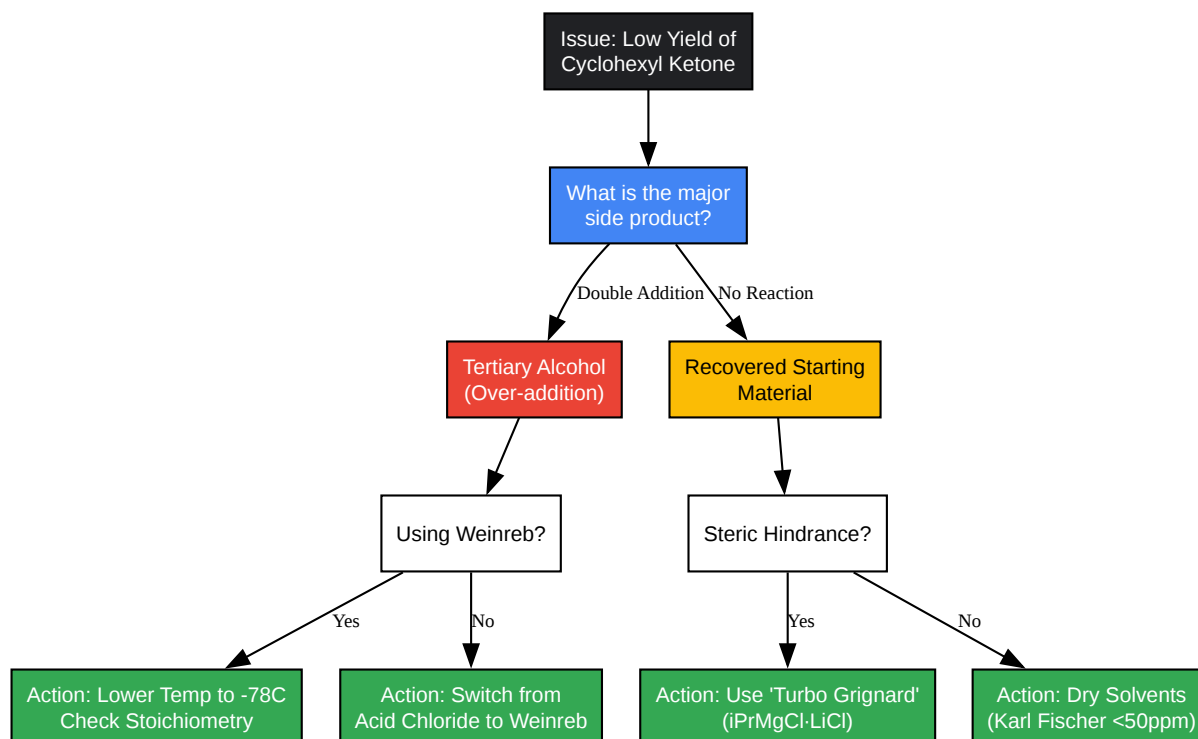 Issue: Low Yield of
Cyclohexyl Ketone
What is the major
side product?
Double Addition
No Reaction
Tertiary Alcohol
(Over-addition)
Recovered Starting
Material
Using Weinreb?
Steric Hindrance?
Yes
No
Yes
No
Action: Lower Temp to -78C
Check Stoichiometry
Action: Switch from
Acid Chloride to Weinreb
Action: Use 'Turbo Grignard'
(iPrMgCl·LiCl)
Action: Dry Solvents
(Karl Fischer <50ppm)